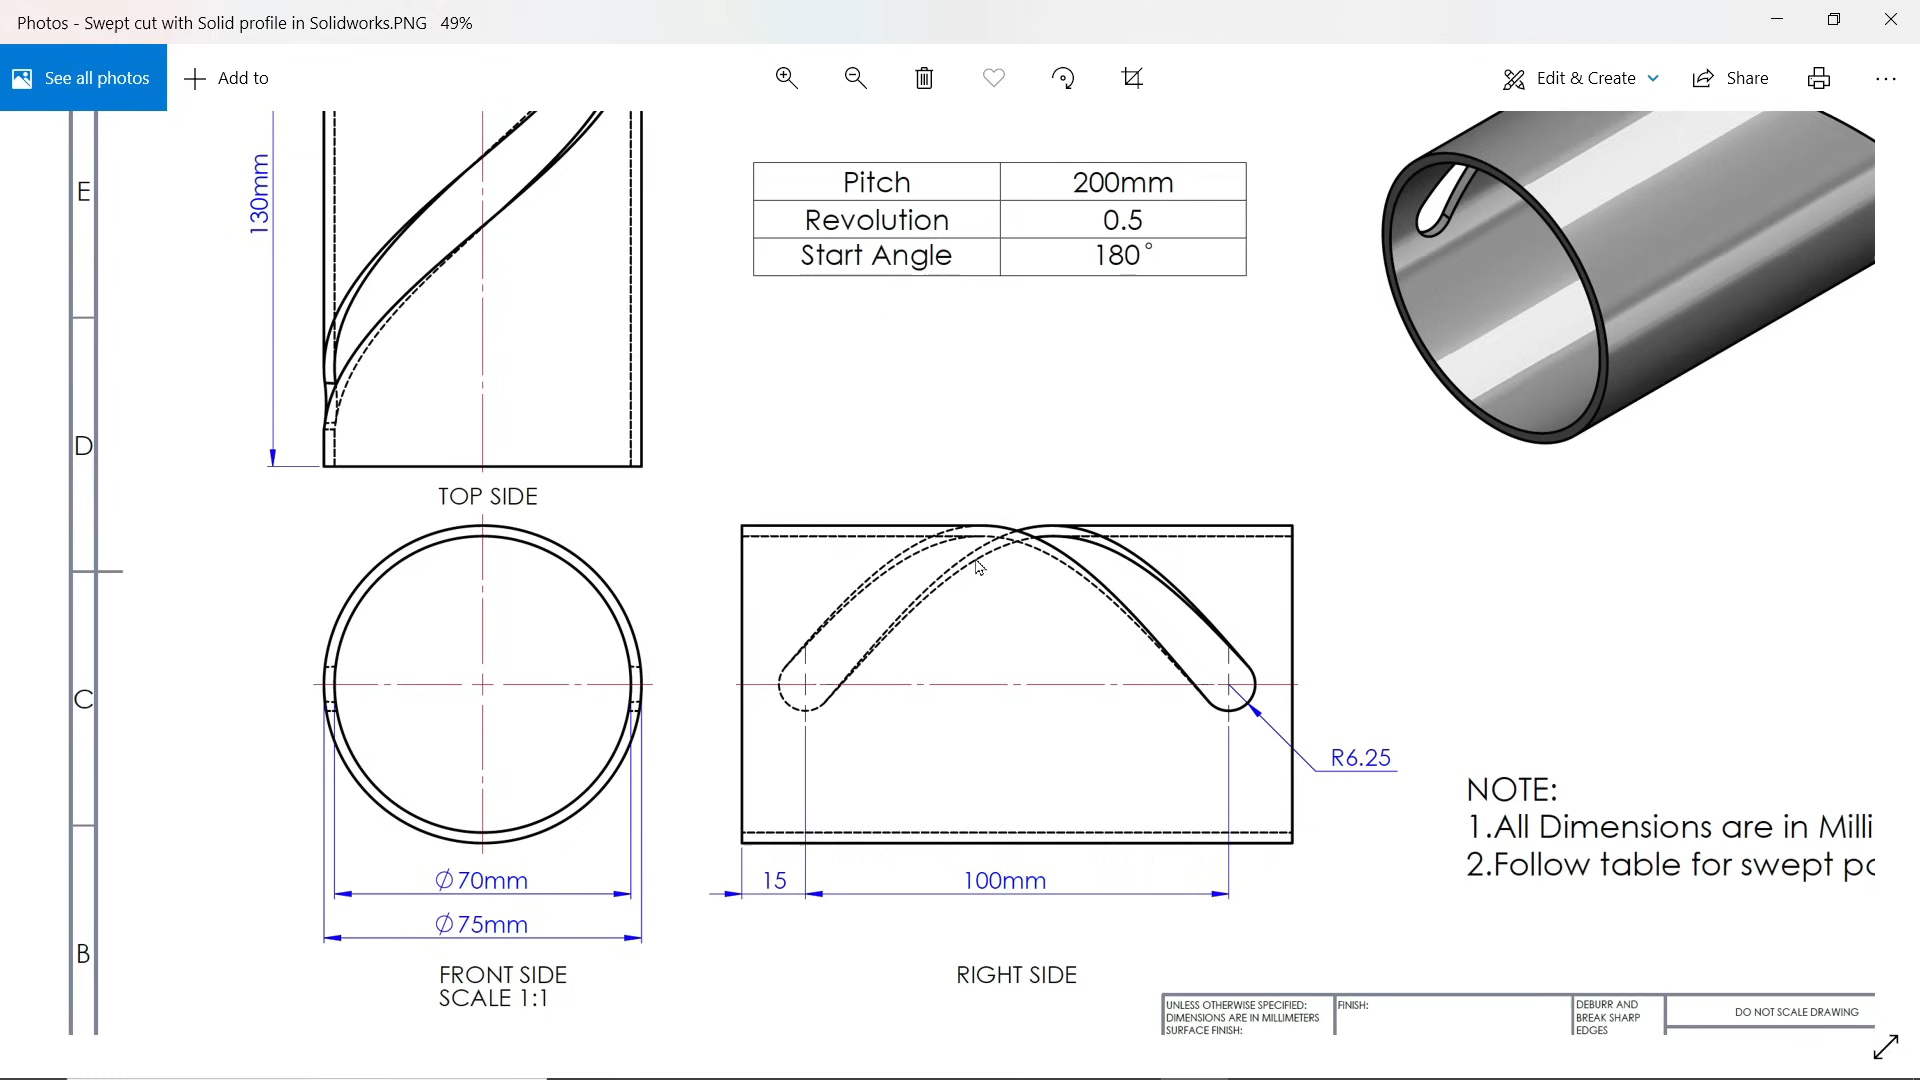 Photos - Swept cut with Solid profile in Solidworks.PNG 49%
See all photos
Add to
Edit & Create
Share
E
130mm
Pitch 200mm
Revolution 0.5
Start Angle 180°
D
TOP SIDE
C
R6.25
NOTE:
1.All Dimensions are in Milli
2.Follow table for swept pa
∅70mm
15
100mm
∅75mm
B
FRONT SIDE
SCALE 1:1
RIGHT SIDE
UNLESS OTHERWISE SPECIFIED:
DIMENSIONS ARE IN MILLIMETERS
SURFACE FINISH:
FINISH:
DEBURR AND
BREAK SHARP
EDGES
DO NOT SCALE DRAWING